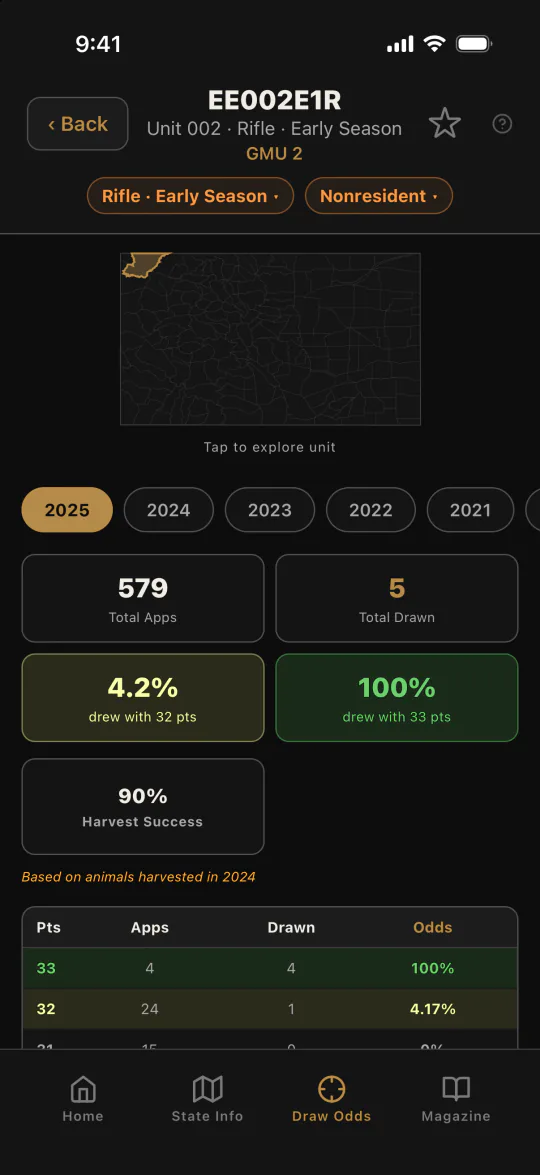 9:41
EE002E1R
‹ Back
Unit 002 · Rifle · Early Season
GMU 2
Rifle · Early Season
Nonresident
Tap to explore unit
2025 2024 2023 2022 2021
579
Total Apps
5
Total Drawn
4.2%
drew with 32 pts
100%
drew with 33 pts
90%
Harvest Success
Based on animals harvested in 2024
Pts Apps Drawn Odds
33 4 4 100%
32 24 1 4.17%
Home State Info Draw Odds Magazine